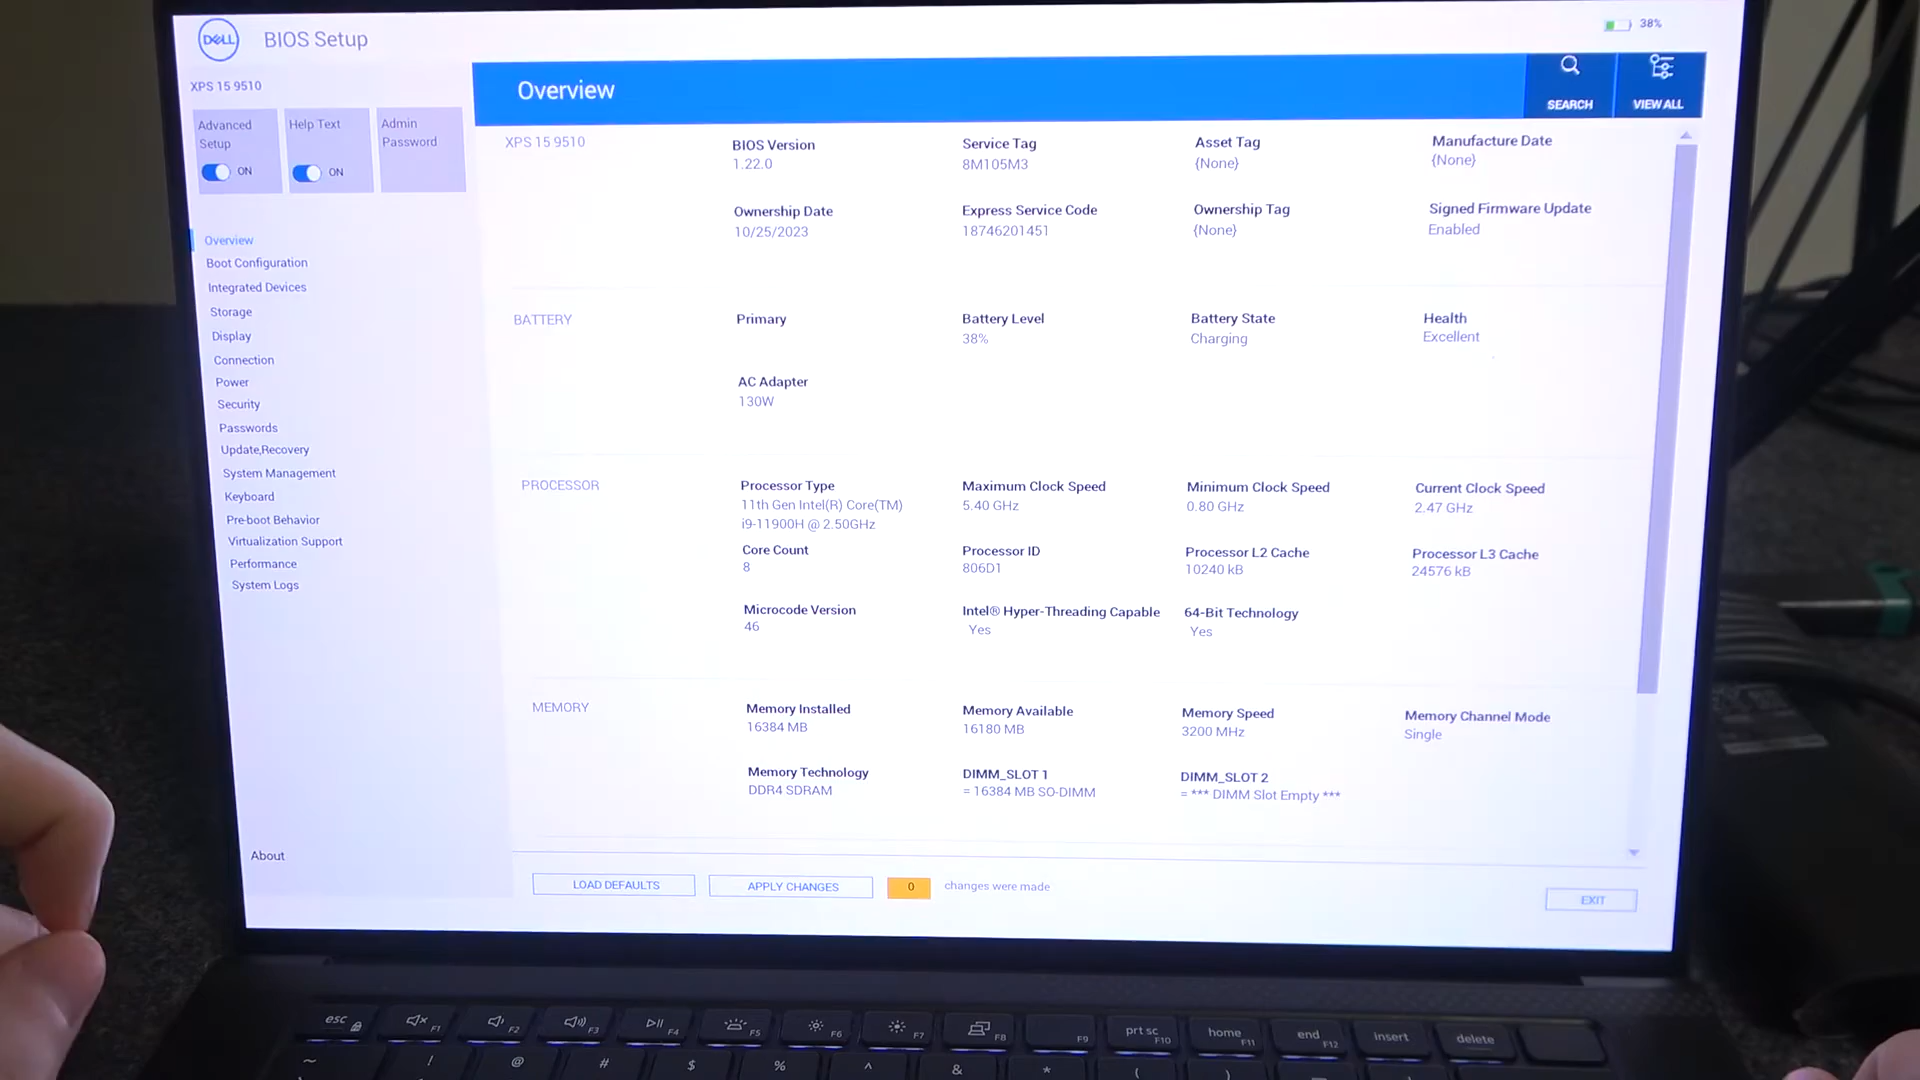 DELL
BIOS Setup
38%
XPS 15 9510
Advanced Setup
ON
Help Text
ON
Admin Password
Overview
SEARCH
VIEW ALL
Overview
Boot Configuration
Integrated Devices
Storage
Display
Connection
Power
Security
Passwords
Update,Recovery
System Management
Keyboard
Pre-boot Behavior
Virtualization Support
Performance
System Logs
About
XPS 15 9510
BIOS Version
1.22.0
Service Tag
8M105M3
Asset Tag
{None}
Manufacture Date
{None}
Ownership Date
10/25/2023
Express Service Code
18746201451
Ownership Tag
{None}
Signed Firmware Update
Enabled
BATTERY
Primary
Battery Level
38%
Battery State
Charging
Health
Excellent
AC Adapter
130W
PROCESSOR
Processor Type
11th Gen Intel(R) Core(TM)
i9-11900H @ 2.50GHz
Maximum Clock Speed
5.40 GHz
Minimum Clock Speed
0.80 GHz
Current Clock Speed
2.47 GHz
Core Count
8
Processor ID
806D1
Processor L2 Cache
10240 kB
Processor L3 Cache
24576 kB
Microcode Version
46
Intel® Hyper-Threading Capable
Yes
64-Bit Technology
Yes
MEMORY
Memory Installed
16384 MB
Memory Available
16180 MB
Memory Speed
3200 MHz
Memory Channel Mode
Single
Memory Technology
DDR4 SDRAM
DIMM_SLOT 1
= 16384 MB SO-DIMM
DIMM_SLOT 2
= *** DIMM Slot Empty ***
LOAD DEFAULTS
APPLY CHANGES
0
changes were made
EXIT
esc
F1
F2
F3
F4
F5
F6
F7
F8
F9
prt sc
F10
home
F11
end
F12
insert
delete
~
!
@
#
$
%
^
&
*
(
)